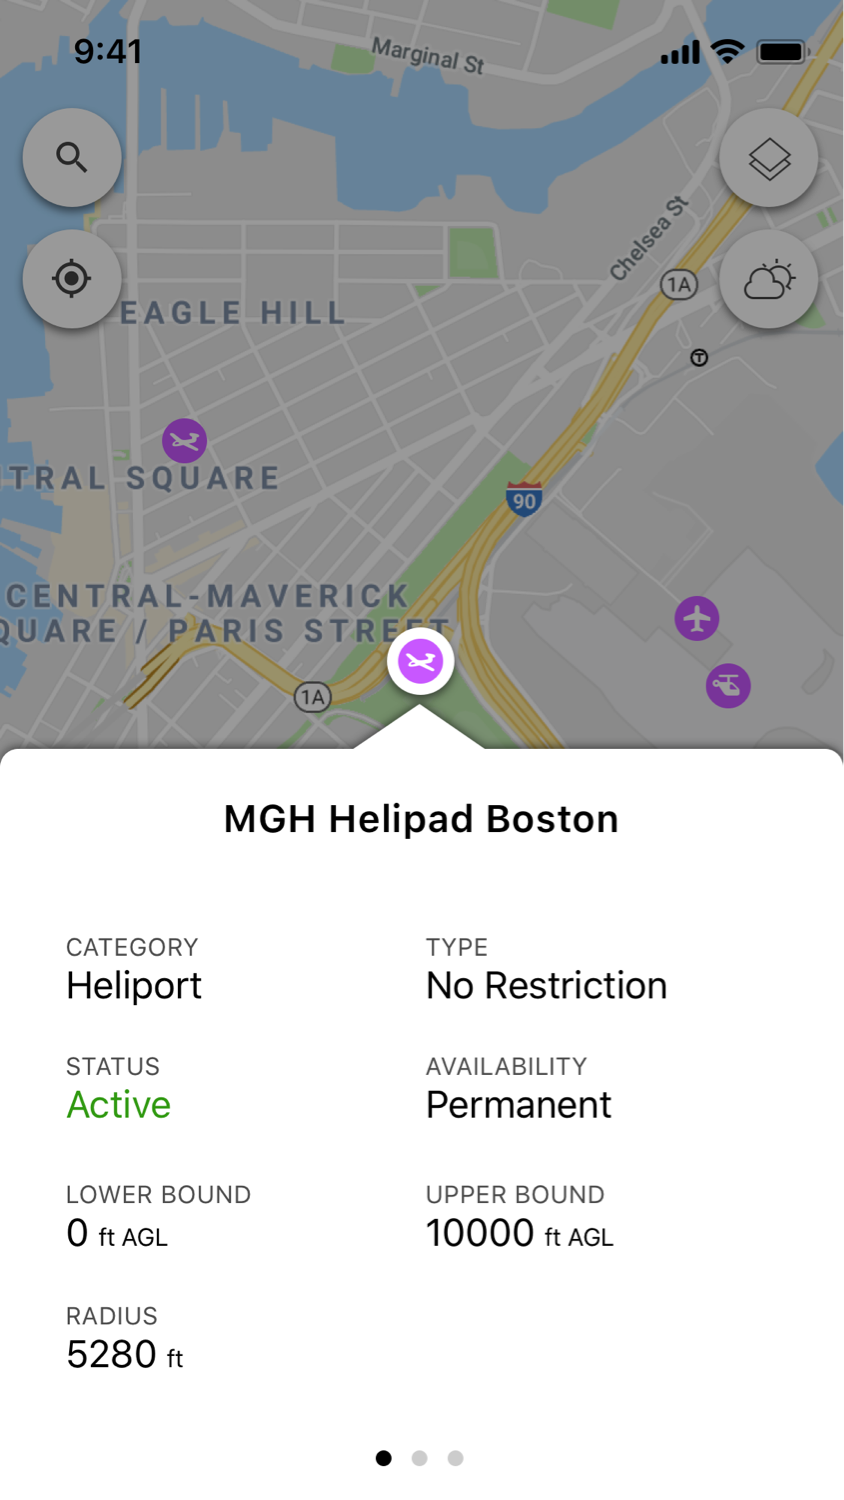 9:41
Marginal St
Chelsea St
1A
EAGLE HILL
T
TRAL SQUARE
90
CENTRAL-MAVERICK
QUARE / PARIS STREET
1A
MGH Helipad Boston
CATEGORY
Heliport
TYPE
No Restriction
STATUS
Active
AVAILABILITY
Permanent
LOWER BOUND
0 ft AGL
UPPER BOUND
10000 ft AGL
RADIUS
5280 ft